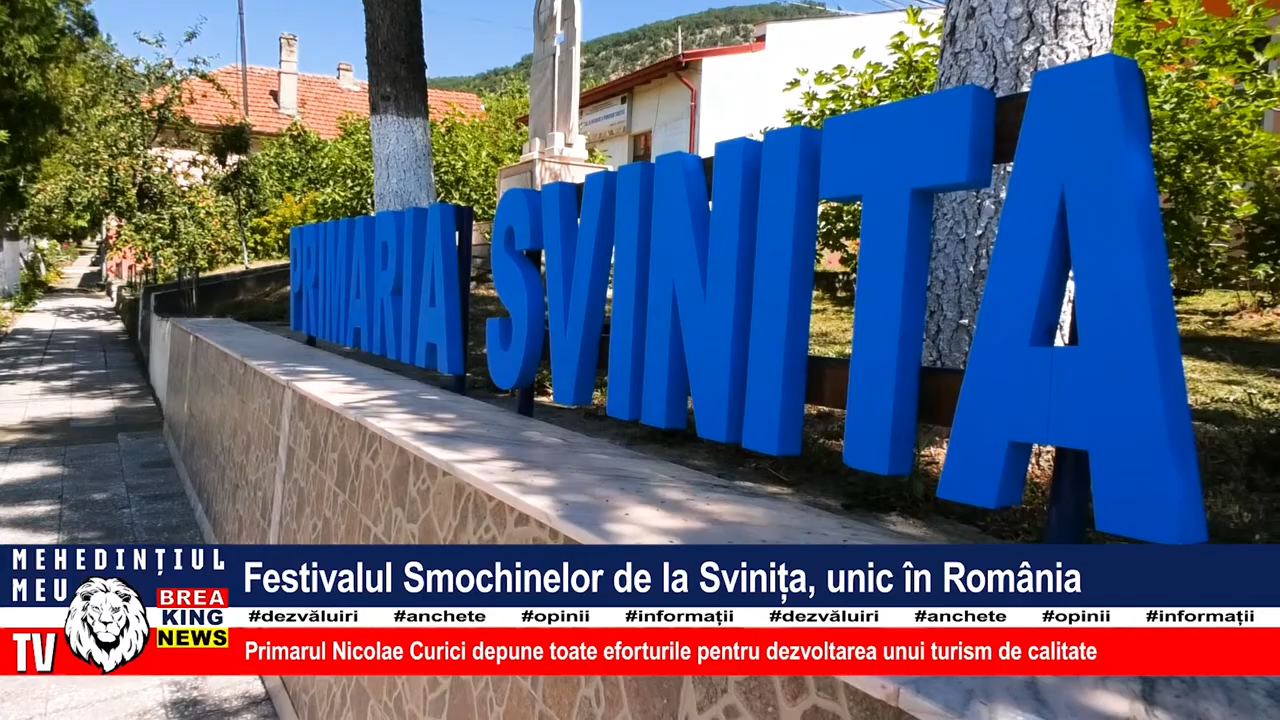 PRIMARIA SVINITA
MEHEDINȚIUL
MEU
TV
BREA
KING
NEWS
Festivalul Smochinelor de la Svinița, unic în România
#dezvăluiri #anchete #opinii #informații #dezvăluiri #anchete #opinii #informații
Primarul Nicolae Curici depune toate eforturile pentru dezvoltarea unui turism de calitate